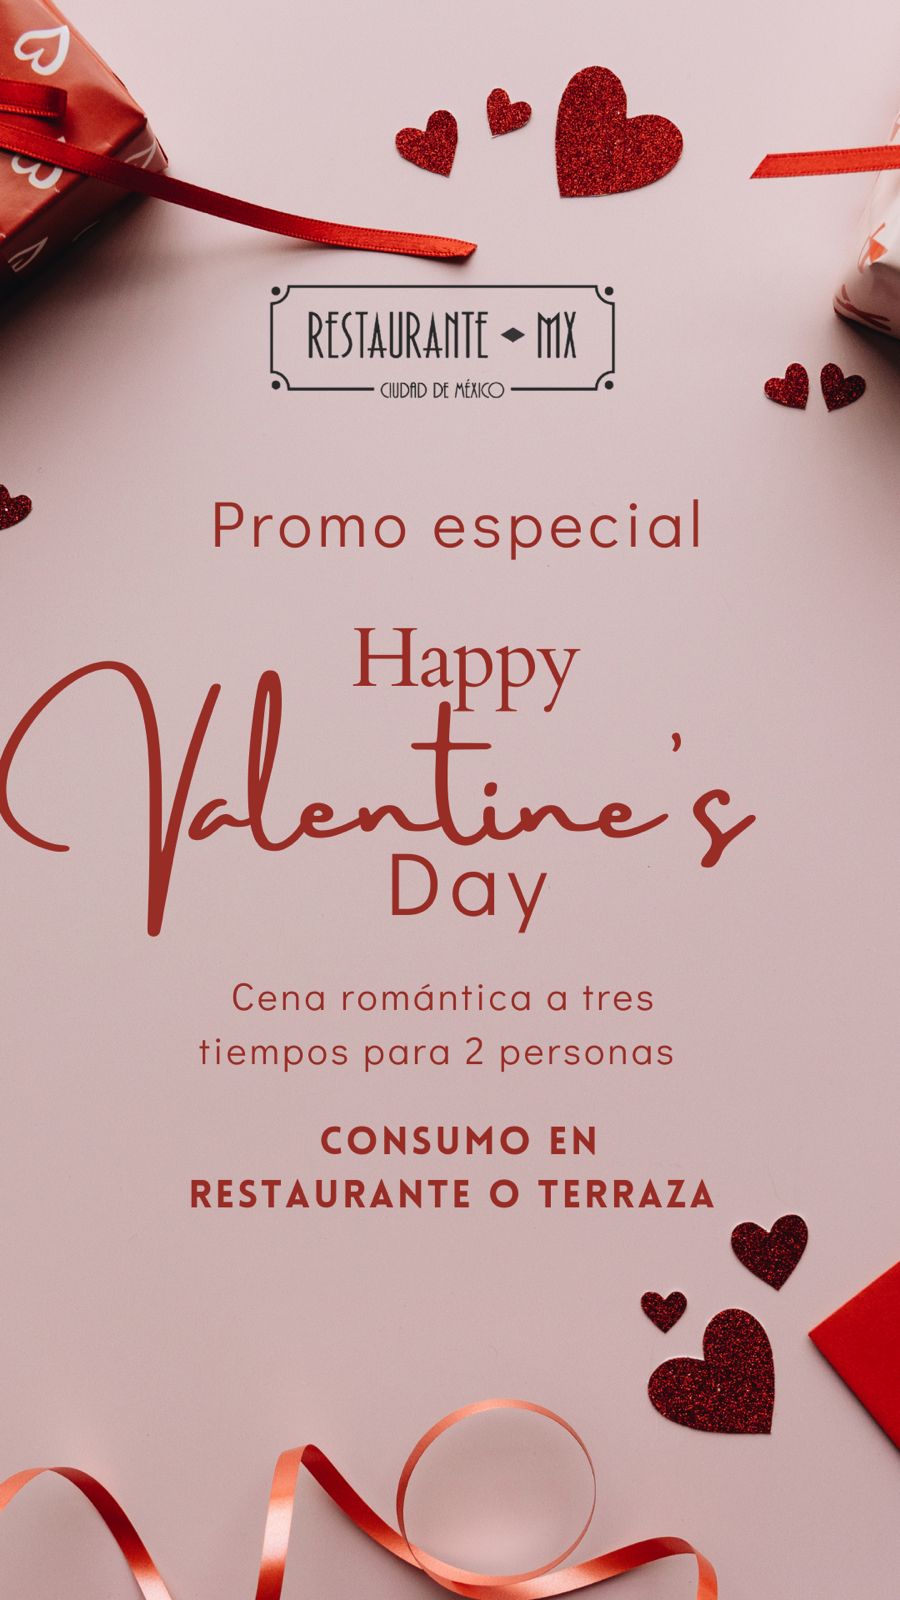 RESTAURANTE ◆ MX
CIUDAD DE MÉXICO
Promo especial
Happy
Valentine's
Day
Cena romántica a tres
tiempos para 2 personas
CONSUMO EN
RESTAURANTE O TERRAZA